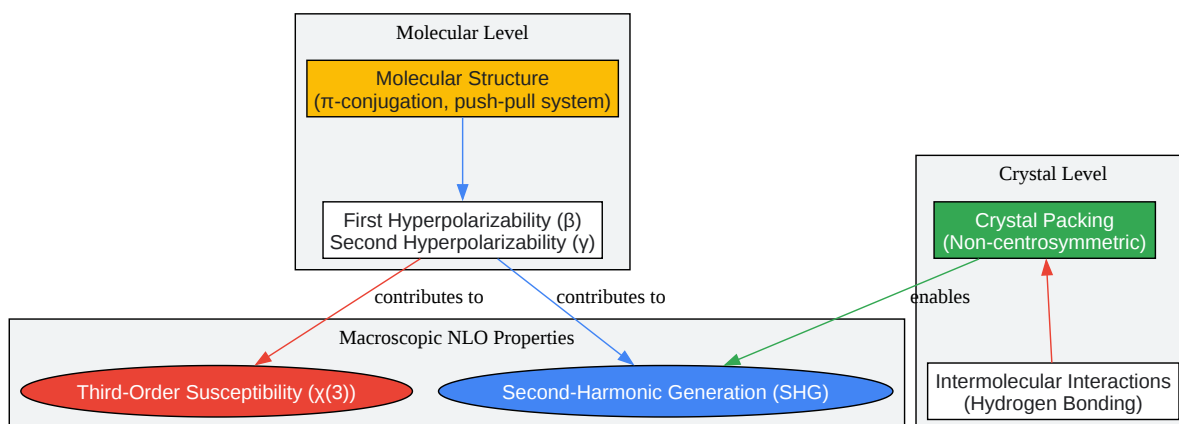 Molecular Level
Molecular Structure
(π-conjugation, push-pull system)
First Hyperpolarizability (β)
Second Hyperpolarizability (γ)
contributes to
contributes to
Crystal Level
Crystal Packing
(Non-centrosymmetric)
enables
Intermolecular Interactions
(Hydrogen Bonding)
Macroscopic NLO Properties
Third-Order Susceptibility (χ(3))
Second-Harmonic Generation (SHG)